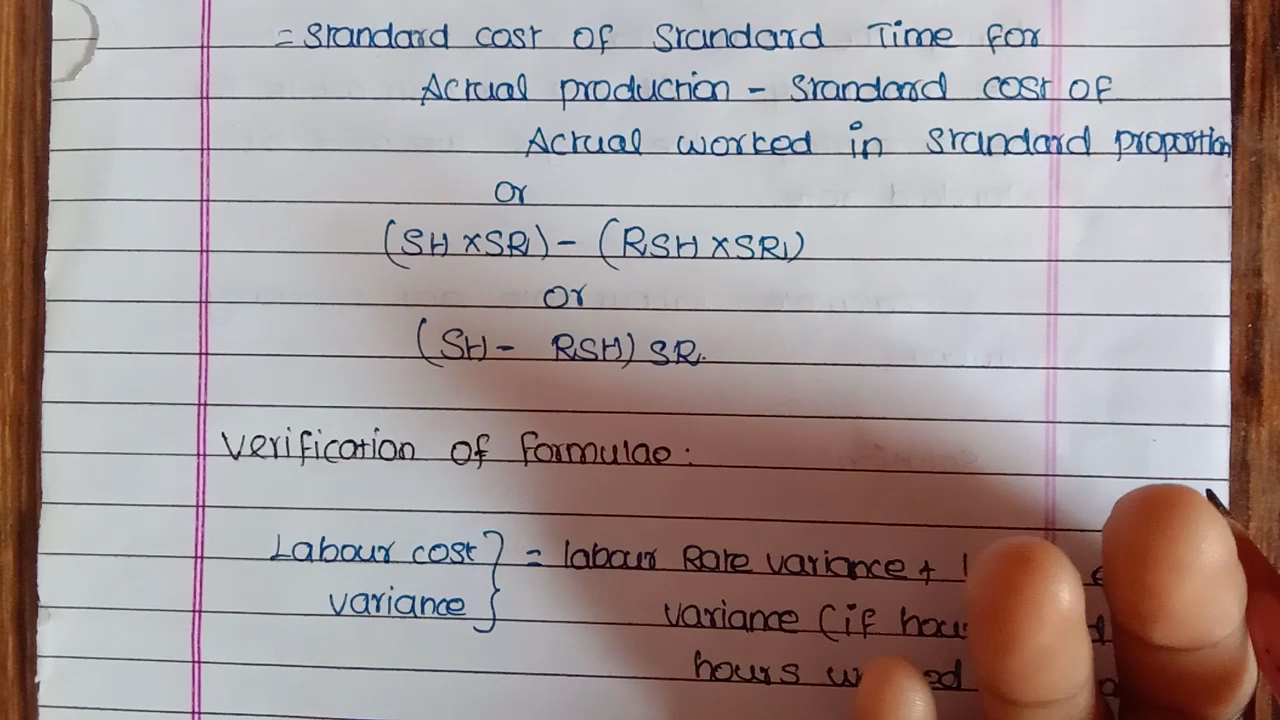 = Standard cost of Standard Time for
Actual production - Standard cost of
Actual worked in standard proportion
or
(SH X SR) - (RSH X SR)
or
(SH - RSH) SR.
Verification of Formulae :
Labour cost } = labour Rate variance +
variance variance (if
hours